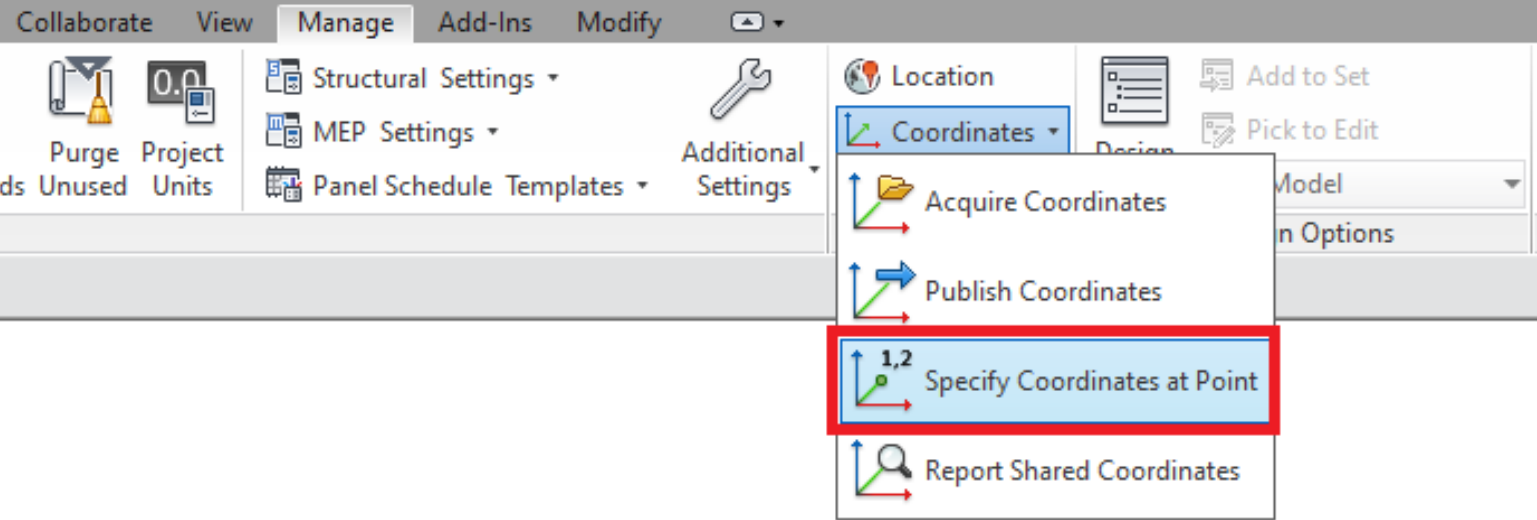 Collaborate View Manage Add-Ins Modify
0.0
Structural Settings
MEP Settings
Panel Schedule Templates
Purge
Unused
Project
Units
Additional
Settings
Location
Coordinates
Design
Add to Set
Pick to Edit
Model
Options
Acquire Coordinates
Publish Coordinates
1,2
Specify Coordinates at Point
Report Shared Coordinates